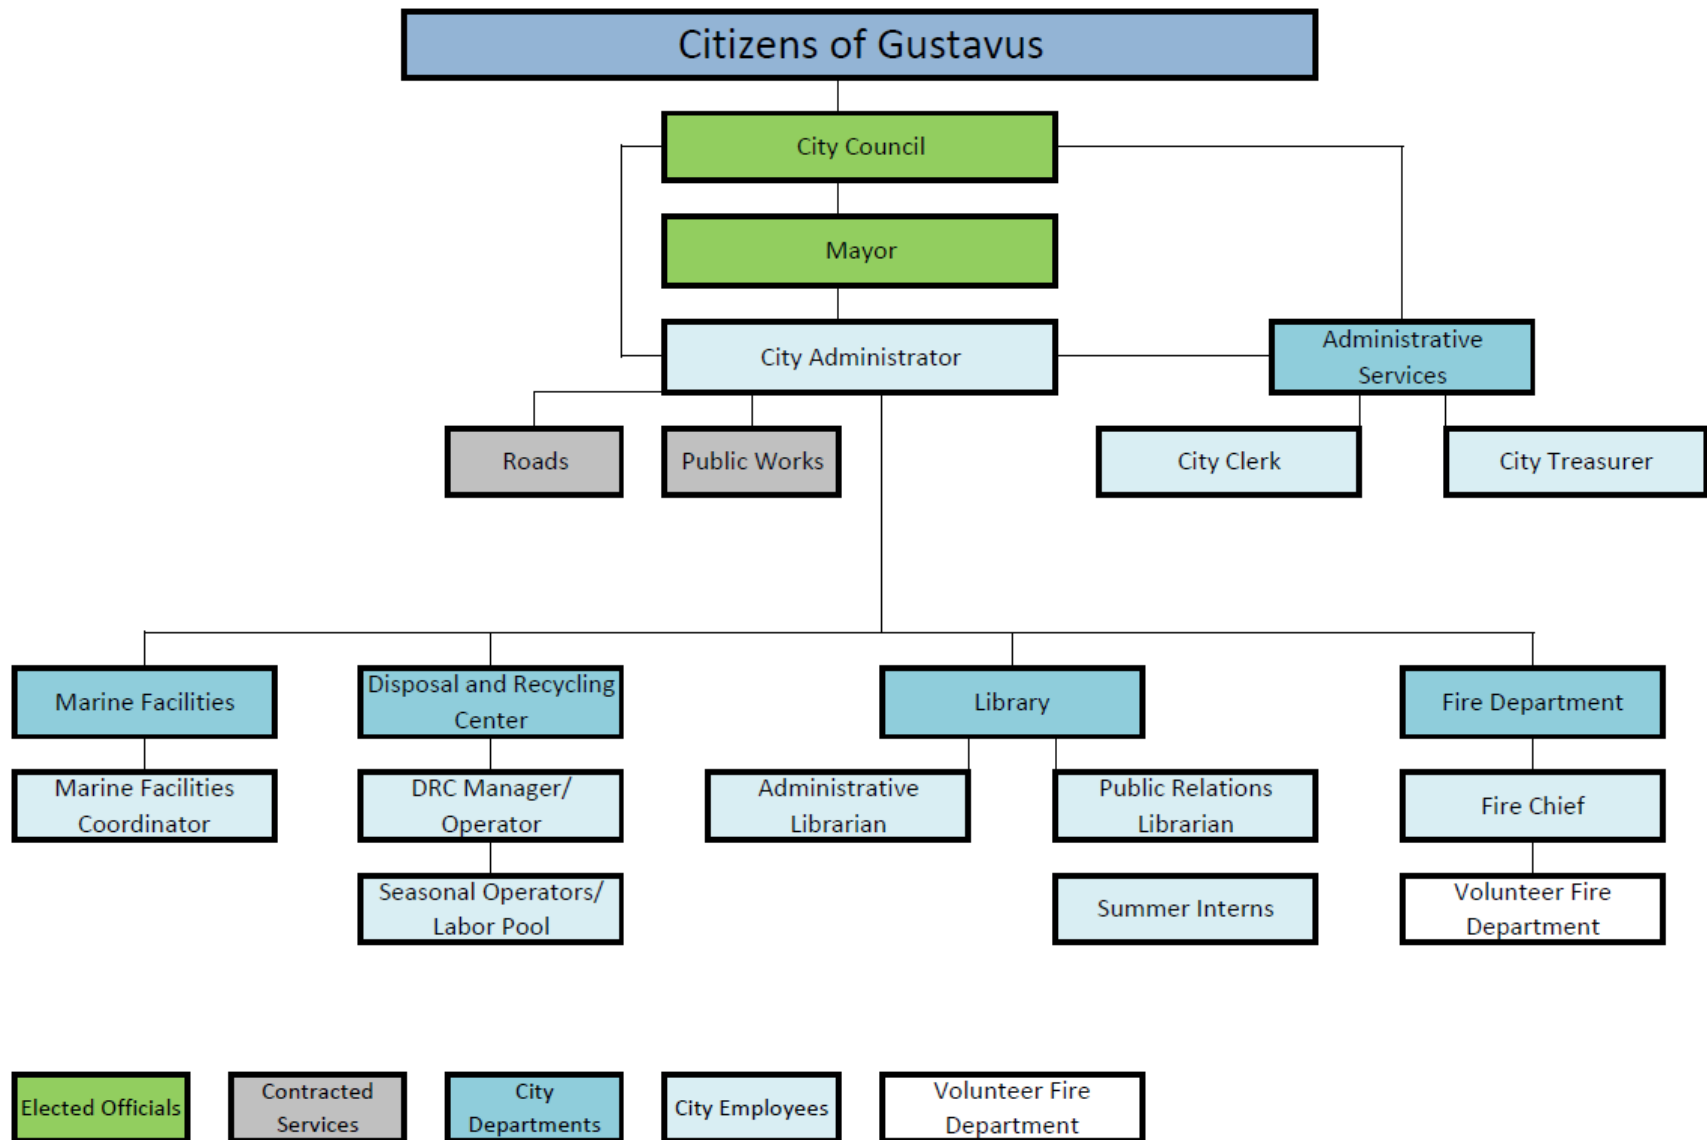 Citizens of Gustavus
City Council
Mayor
City Administrator
Administrative
Services
Roads
Public Works
City Clerk
City Treasurer
Marine Facilities
Disposal and Recycling
Center
Library
Fire Department
Marine Facilities
Coordinator
DRC Manager/
Operator
Administrative
Librarian
Public Relations
Librarian
Fire Chief
Seasonal Operators/
Labor Pool
Summer Interns
Volunteer Fire
Department
Elected Officials
Contracted
Services
City
Departments
City Employees
Volunteer Fire
Department